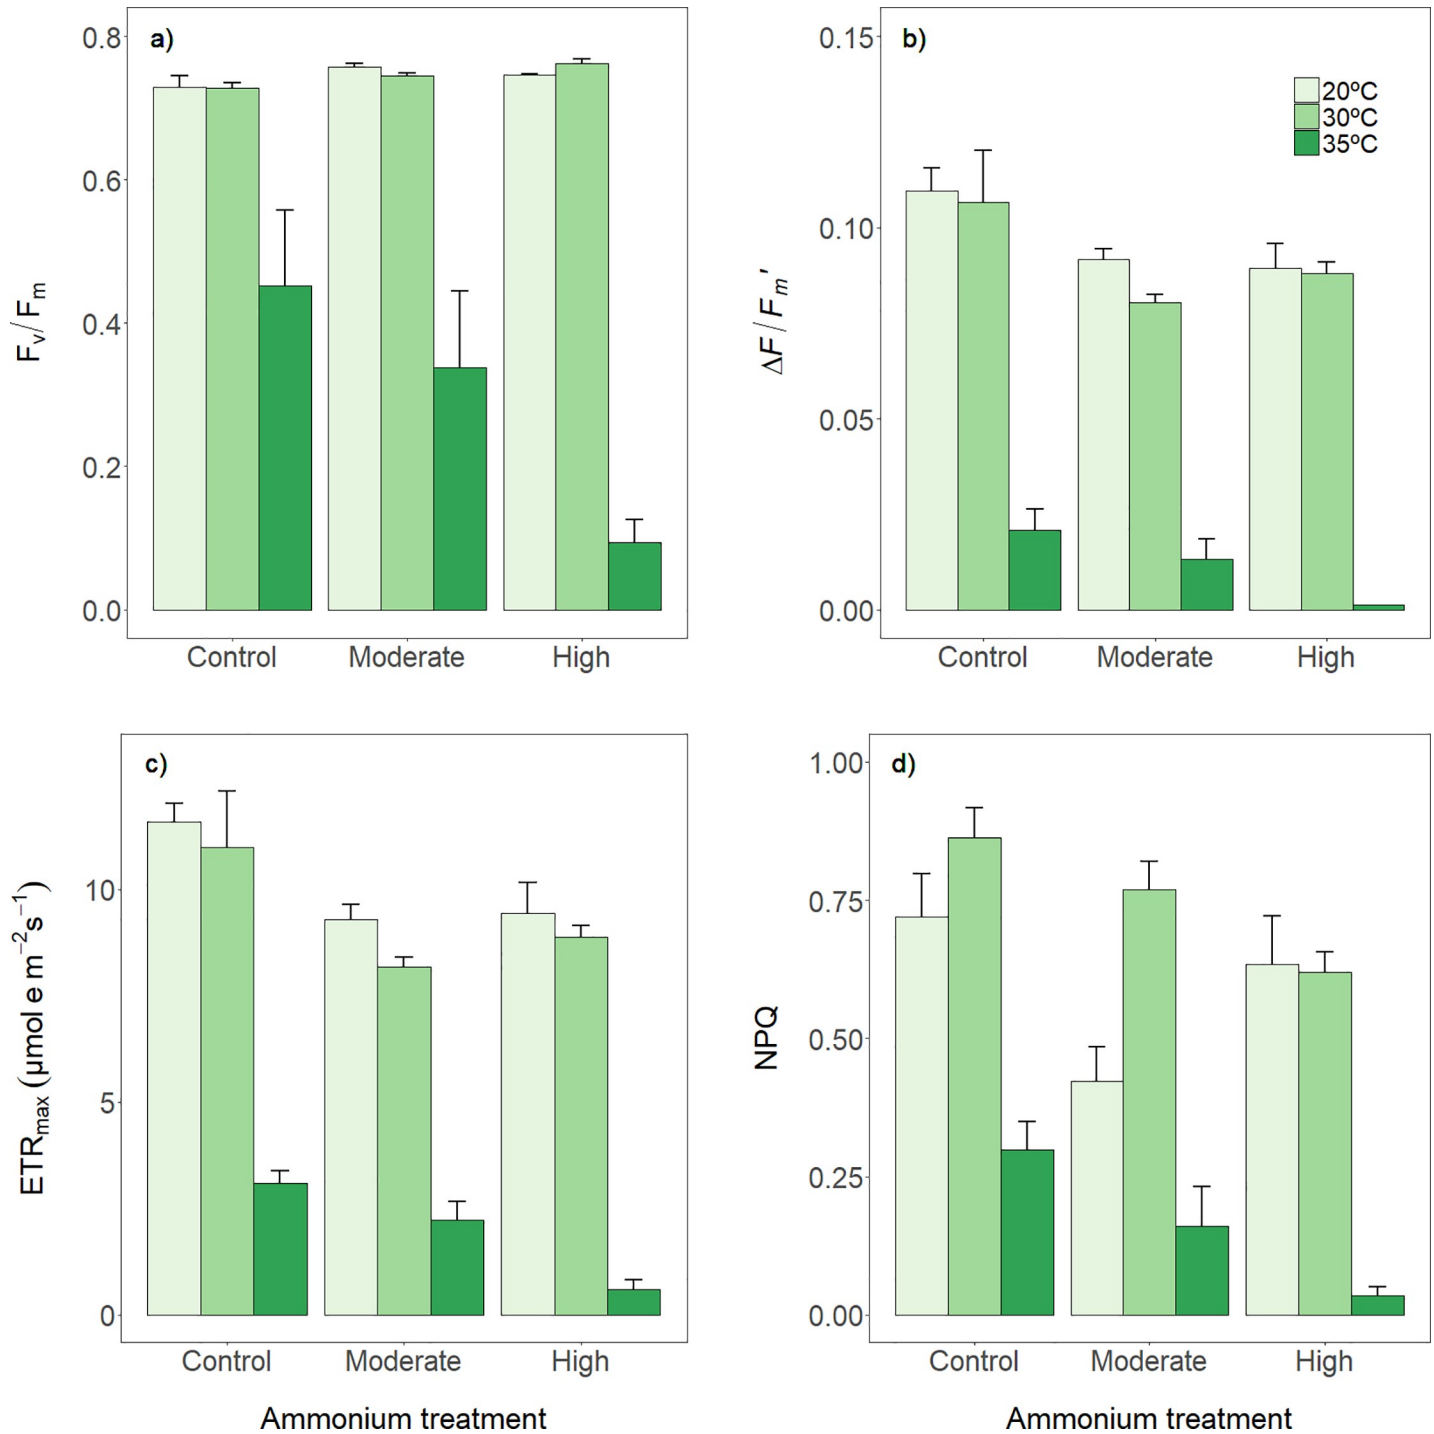 a)
0.8
0.6
0.4
0.2
0.0
Fv/ Fm
Control Moderate High
b)
0.15
0.10
0.05
0.00
ΔF / Fm'
20ºC
30ºC
35ºC
Control Moderate High
c)
10
5
0
ETRmax (µmol e m−2s−1)
Control Moderate High
Ammonium treatment
d)
1.00
0.75
0.50
0.25
0.00
NPQ
Control Moderate High
Ammonium treatment